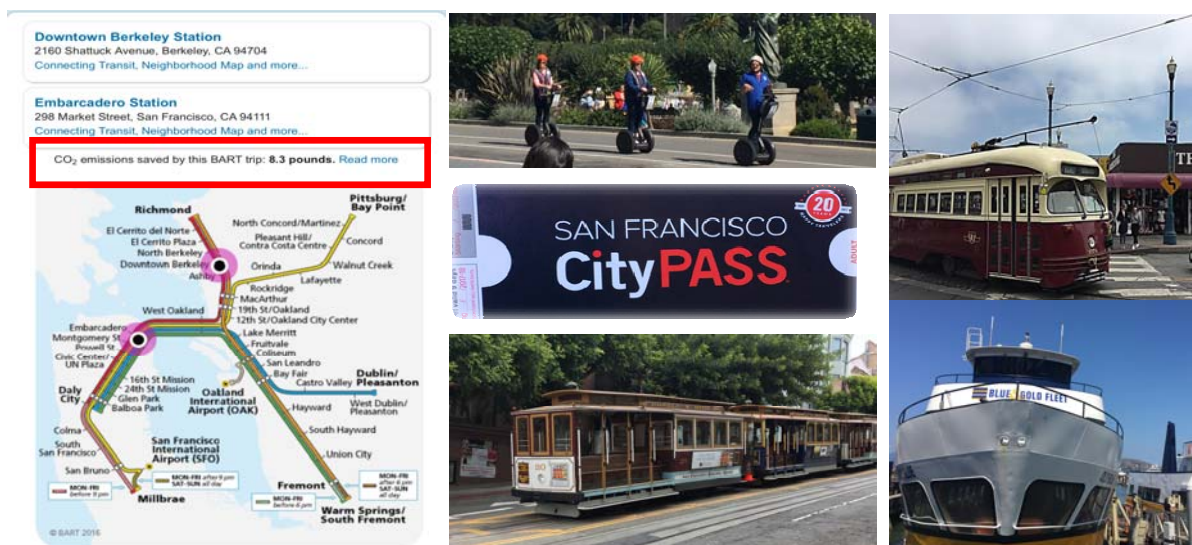 Downtown Berkeley Station
2160 Shattuck Avenue, Berkeley, CA 94704
Connecting Transit, Neighborhood Map and more...
Embarcadero Station
298 Market Street, San Francisco, CA 94111
Connecting Transit, Neighborhood Map and more...
CO2 emissions saved by this BART trip: 8.3 pounds. Read more
Richmond
El Cerrito del Norte
El Cerrito Plaza
North Berkeley
Downtown Berkeley
Ashby
Pittsburg/
Bay Point
North Concord/Martinez
Pleasant Hill/
Contra Costa Centre
Concord
Walnut Creek
Orinda
Lafayette
Rockridge
MacArthur
19th St/Oakland
12th St/Oakland City Center
West Oakland
Embarcadero
Montgomery St
Powell St
Civic Center/
UN Plaza
16th St Mission
24th St Mission
Glen Park
Balboa Park
Daly
City
Colma
South
San Francisco
San Bruno
Millbrae
San Francisco
International
Airport (SFO)
Lake Merritt
Fruitvale
Coliseum
San Leandro
Bay Fair
Oakland
International
Airport (OAK)
Castro Valley
Dublin/
Pleasanton
West Dublin/
Pleasanton
Hayward
South Hayward
Union City
Fremont
Warm Springs/
South Fremont
MON-FRI
before 9 pm
MON-FRI after 9 pm
SAT-SUN all day
MON-FRI
before 6 pm
MON-FRI
after 6 pm
SAT-SUN
all day
© BART 2016
SAN FRANCISCO
CityPASS
20
YEARS
ADULT
BLUE & GOLD FLEET